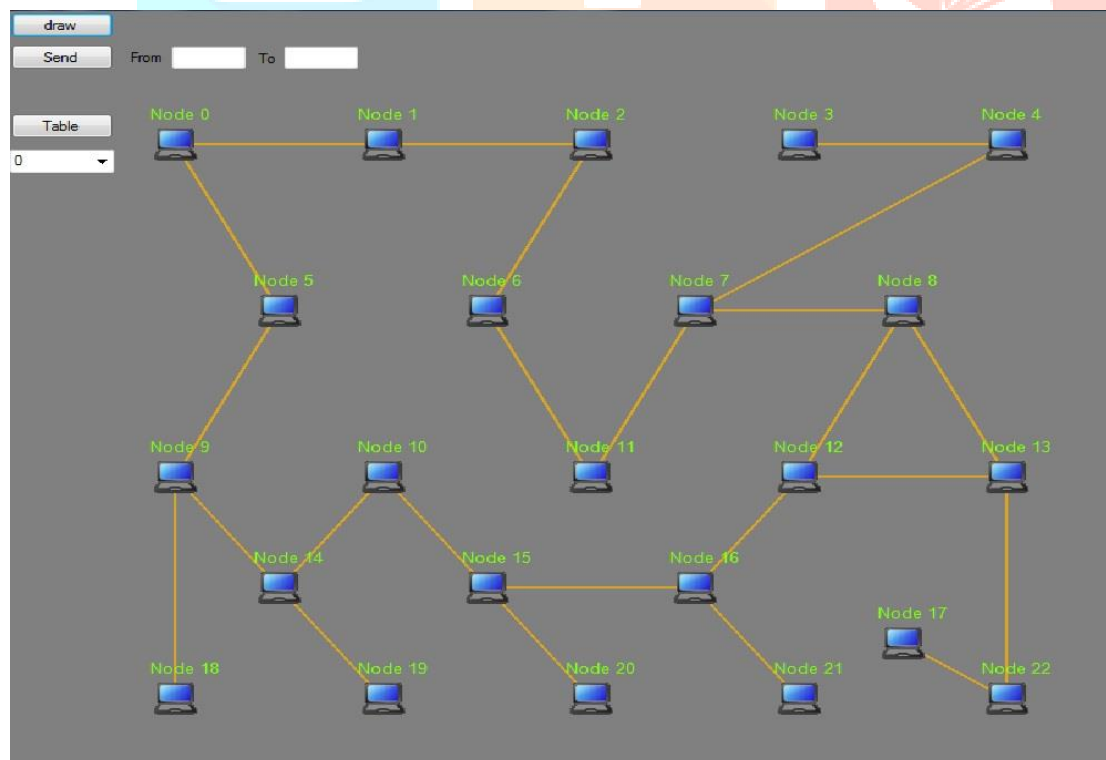 draw
Send From To
Table
0
Node 0 Node 1 Node 2 Node 3 Node 4
Node 5 Node 6 Node 7 Node 8
Node 9 Node 10 Node 11 Node 12 Node 13
Node 14 Node 15 Node 16
Node 17
Node 18 Node 19 Node 20 Node 21 Node 22